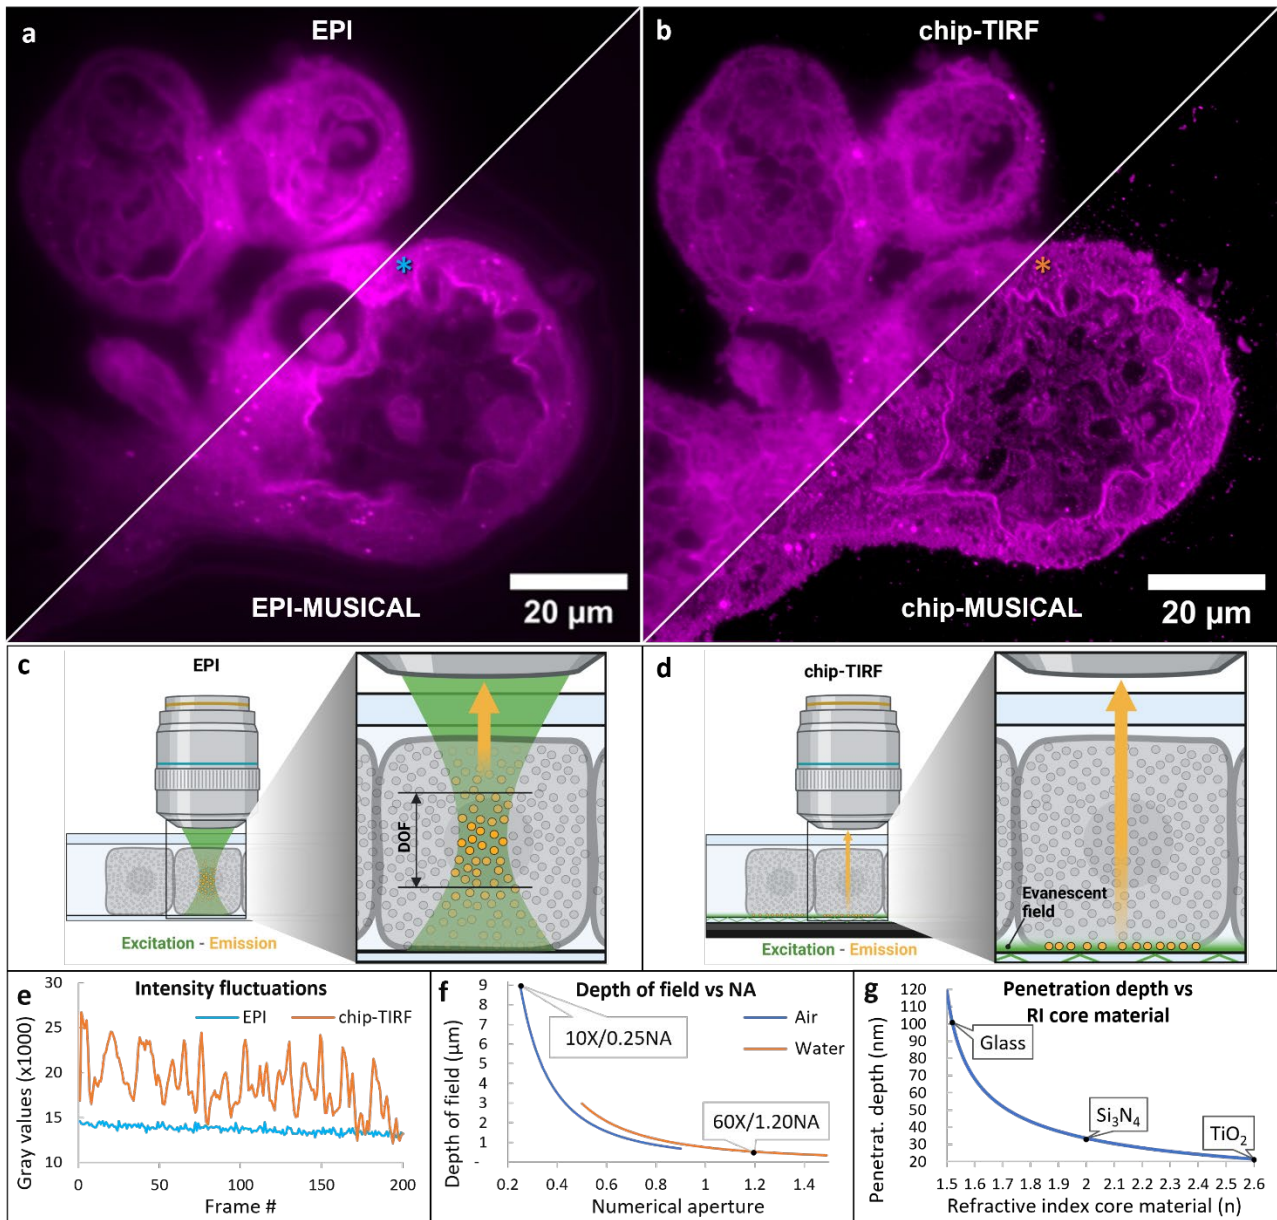 a
EPI
*
EPI-MUSICAL
20 µm
b
chip-TIRF
*
chip-MUSICAL
20 µm
c
EPI
DOF
Excitation - Emission
d
chip-TIRF
Evanescent
field
Excitation - Emission
e
Intensity fluctuations
EPI
chip-TIRF
Gray values (x1000)
30
25
20
15
10
0
50
100
150
200
Frame #
f
Depth of field vs NA
Air
Water
10X/0.25NA
60X/1.20NA
Depth of field (µm)
9
8
7
6
5
4
3
2
1
-
0.2
0.4
0.6
0.8
1
1.2
1.4
Numerical aperture
g
Penetration depth vs
RI core material
Glass
Si₃N₄
TiO₂
Penetrat. depth (nm)
120
110
100
90
80
70
60
50
40
30
20
1.5
1.6
1.7
1.8
1.9
2
2.1
2.2
2.3
2.4
2.5
2.6
Refractive index core material (n)